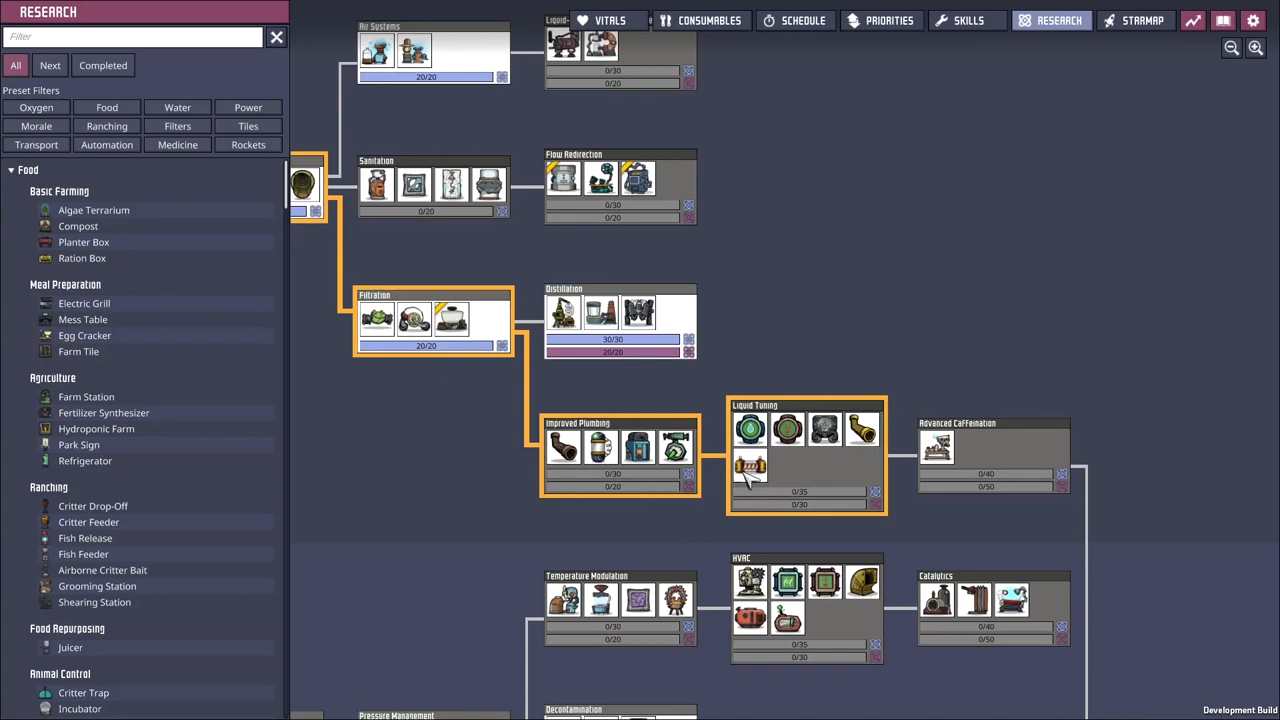 RESEARCH
VITALS
CONSUMABLES
SCHEDULE
PRIORITIES
SKILLS
RESEARCH
STARMAP
Filter
All
Next
Completed
Preset Filters
Oxygen
Food
Water
Power
Morale
Ranching
Filters
Tiles
Transport
Automation
Medicine
Rockets
Food
Basic Farming
Algae Terrarium
Compost
Planter Box
Ration Box
Meal Preparation
Electric Grill
Mess Table
Egg Cracker
Farm Tile
Agriculture
Farm Station
Fertilizer Synthesizer
Hydroponic Farm
Park Sign
Refrigerator
Ranching
Critter Drop-Off
Critter Feeder
Fish Release
Fish Feeder
Airborne Critter Bait
Grooming Station
Shearing Station
Food Repurposing
Juicer
Animal Control
Critter Trap
Incubator
Air Systems
20/20
0/30
0/20
Sanitation
0/20
Flow Redirection
0/30
0/20
Filtration
20/20
Distillation
30/30
20/20
Improved Plumbing
0/30
0/20
Liquid Tuning
0/35
0/30
Advanced Caffeination
0/40
0/50
Temperature Modulation
0/30
0/20
HVAC
0/35
0/30
Catalytics
0/40
0/50
Pressure Management
Decontamination
Development Build